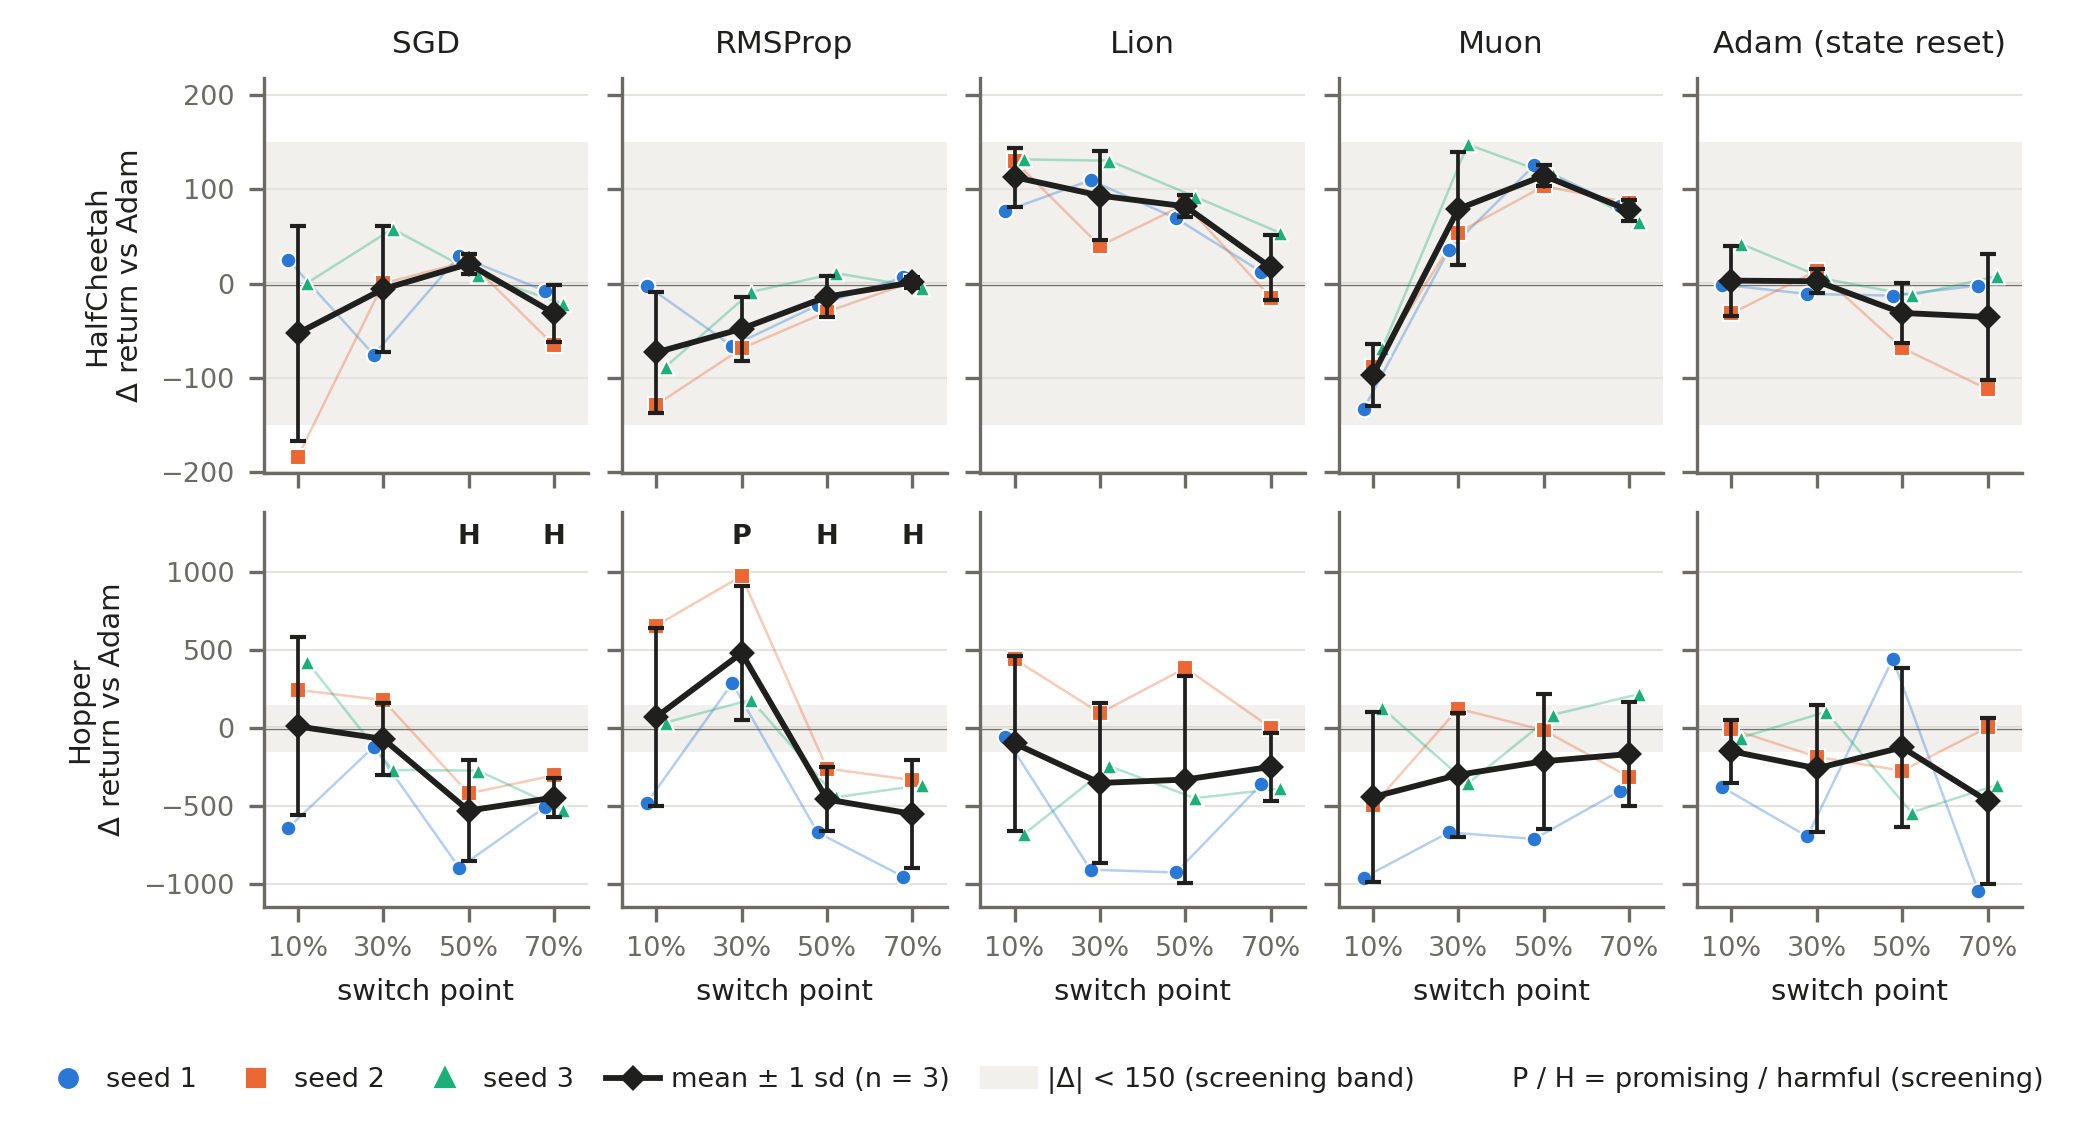 SGD
RMSProp
Lion
Muon
Adam (state reset)
HalfCheetah
Δ return vs Adam
200
100
0
−100
−200
H
H
P
H
H
Hopper
Δ return vs Adam
1000
500
0
−500
−1000
10% 30% 50% 70%
10% 30% 50% 70%
10% 30% 50% 70%
10% 30% 50% 70%
10% 30% 50% 70%
switch point
switch point
switch point
switch point
switch point
seed 1
seed 2
seed 3
mean ± 1 sd (n = 3)
|Δ| < 150 (screening band)
P / H = promising / harmful (screening)